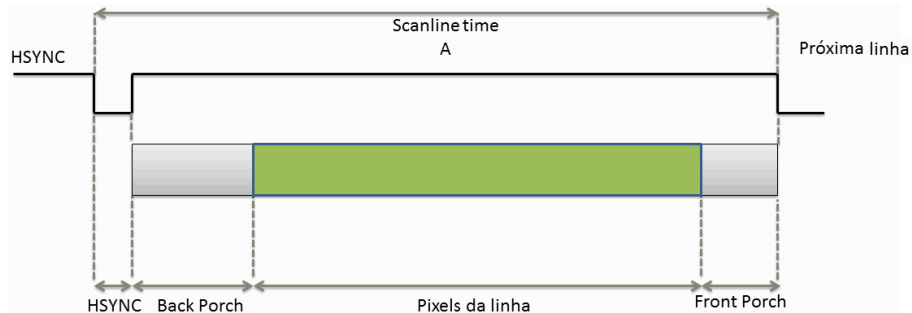 Scanline time
A
HSYNC
Próxima linha
HSYNC
Back Porch
Pixels da linha
Front Porch